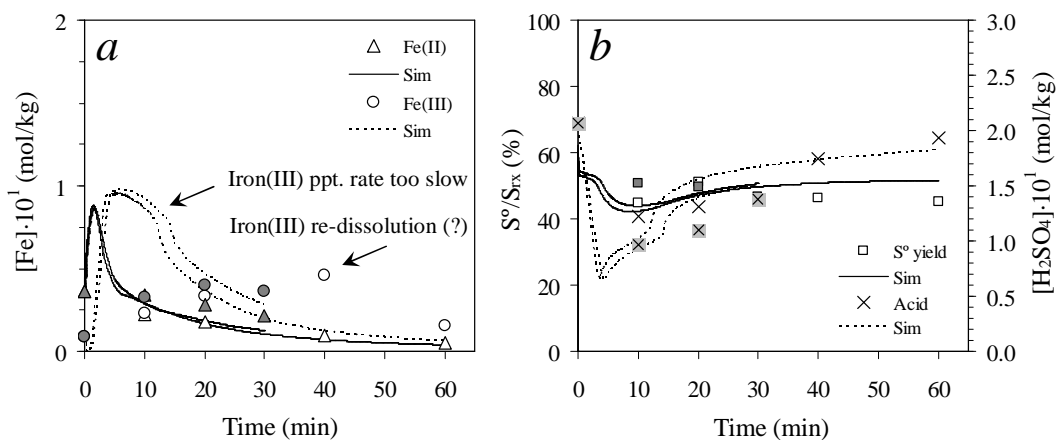 a
2
1
0
[Fe]·10¹ (mol/kg)
Fe(II)
Sim
Fe(III)
Sim
Iron(III) ppt. rate too slow
Iron(III) re-dissolution (?)
0 10 20 30 40 50 60
Time (min)
b
100
80
60
40
20
0
Sº/Srx (%)
3.0
2.5
2.0
1.5
1.0
0.5
0.0
[H₂SO₄]·10¹ (mol/kg)
Sº yield
Sim
Acid
Sim
0 10 20 30 40 50 60
Time (min)